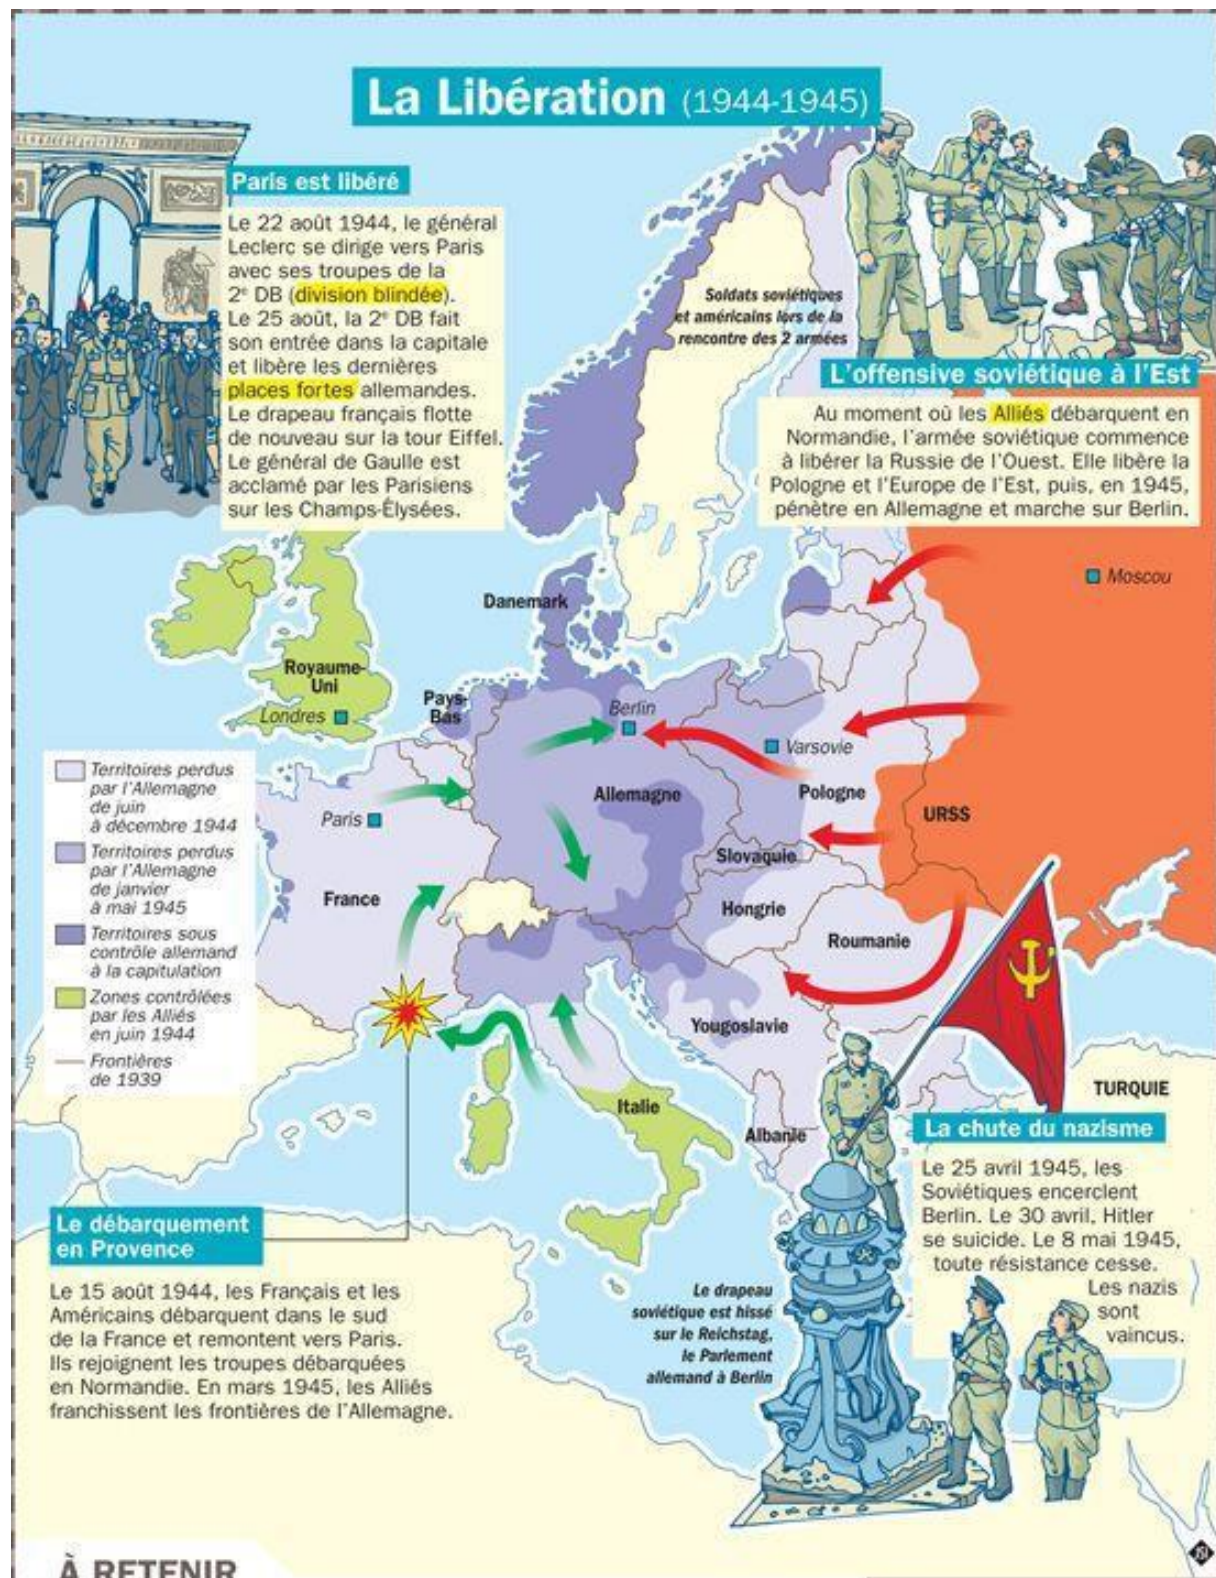 La Libération (1944-1945)
Paris est libéré
Le 22 août 1944, le général
Leclerc se dirige vers Paris
avec ses troupes de la
2e DB (division blindée).
Le 25 août, la 2e DB fait
son entrée dans la capitale
et libère les dernières
places fortes allemandes.
Le drapeau français flotte
de nouveau sur la tour Eiffel.
Le général de Gaulle est
acclamé par les Parisiens
sur les Champs-Élysées.
Soldats soviétiques
et américains lors de la
rencontre des 2 armées
L'offensive soviétique à l'Est
Au moment où les Alliés débarquent en
Normandie, l'armée soviétique commence
à libérer la Russie de l'Ouest. Elle libère la
Pologne et l'Europe de l'Est, puis, en 1945,
pénètre en Allemagne et marche sur Berlin.
Moscou
Danemark
Royaume-
Uni
Londres
Pays-
Bas
Berlin
Varsovie
Allemagne
Pologne
URSS
Paris
Slovaquie
France
Hongrie
Roumanie
Yougoslavie
Italie
Albanie
TURQUIE
Territoires perdus
par l'Allemagne
de juin
à décembre 1944
Territoires perdus
par l'Allemagne
de janvier
à mai 1945
Territoires sous
contrôle allemand
à la capitulation
Zones contrôlées
par les Alliés
en juin 1944
Frontières
de 1939
Le débarquement
en Provence
Le 15 août 1944, les Français et les
Américains débarquent dans le sud
de la France et remontent vers Paris.
Ils rejoignent les troupes débarquées
en Normandie. En mars 1945, les Alliés
franchissent les frontières de l'Allemagne.
La chute du nazisme
Le 25 avril 1945, les
Soviétiques encerclent
Berlin. Le 30 avril, Hitler
se suicide. Le 8 mai 1945,
toute résistance cesse.
Les nazis
sont
vaincus.
Le drapeau
soviétique est hissé
sur le Reichstag,
le Parlement
allemand à Berlin
À RETENIR